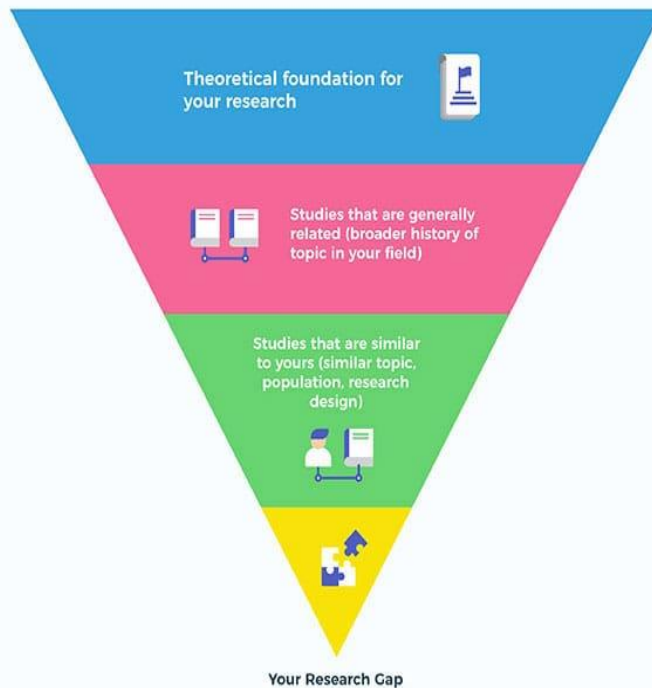 Theoretical foundation for
your research
Studies that are generally
related (broader history of
topic in your field)
Studies that are similar
to yours (similar topic,
population, research
design)
Your Research Gap